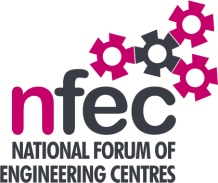 nfec
NATIONAL FORUM OF
ENGINEERING CENTRES